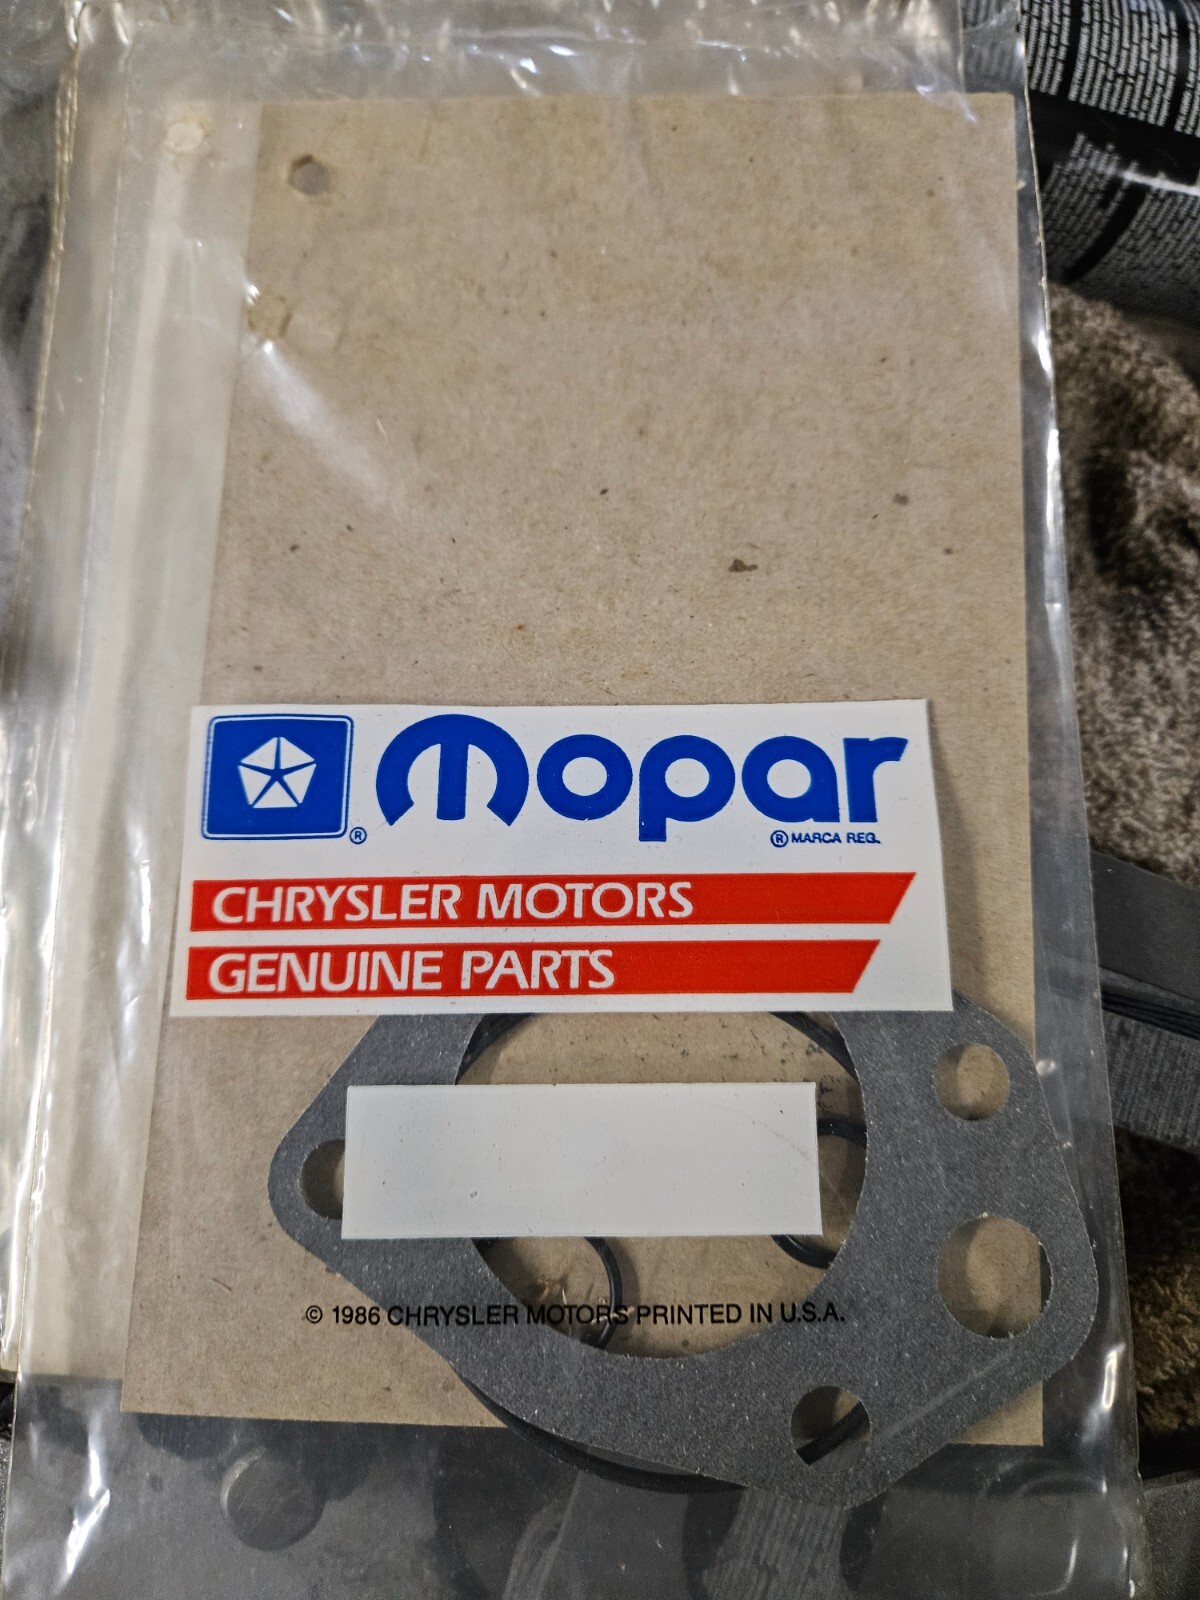 Mopar
® ® MARCA REG.
CHRYSLER MOTORS
GENUINE PARTS
© 1986 CHRYSLER MOTORS PRINTED IN U.S.A.